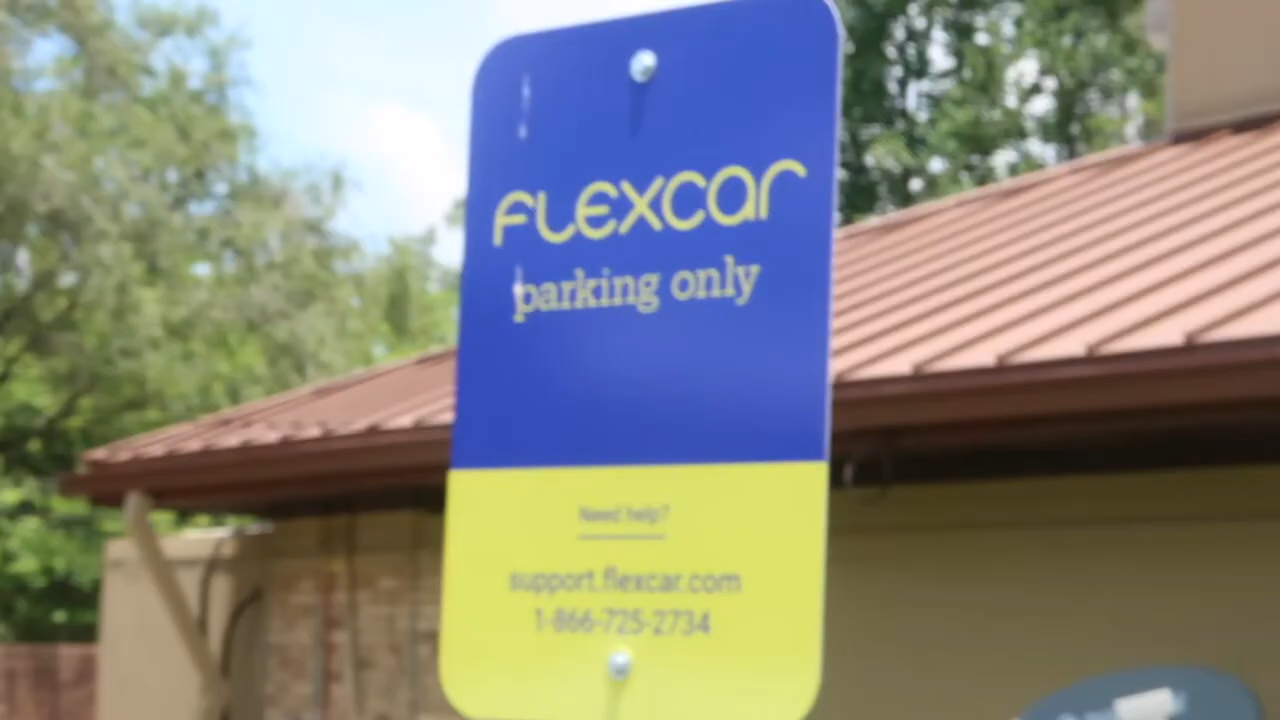 FLEXCAR
parking only
Need help?
support.flexcar.com
1-866-725-2734